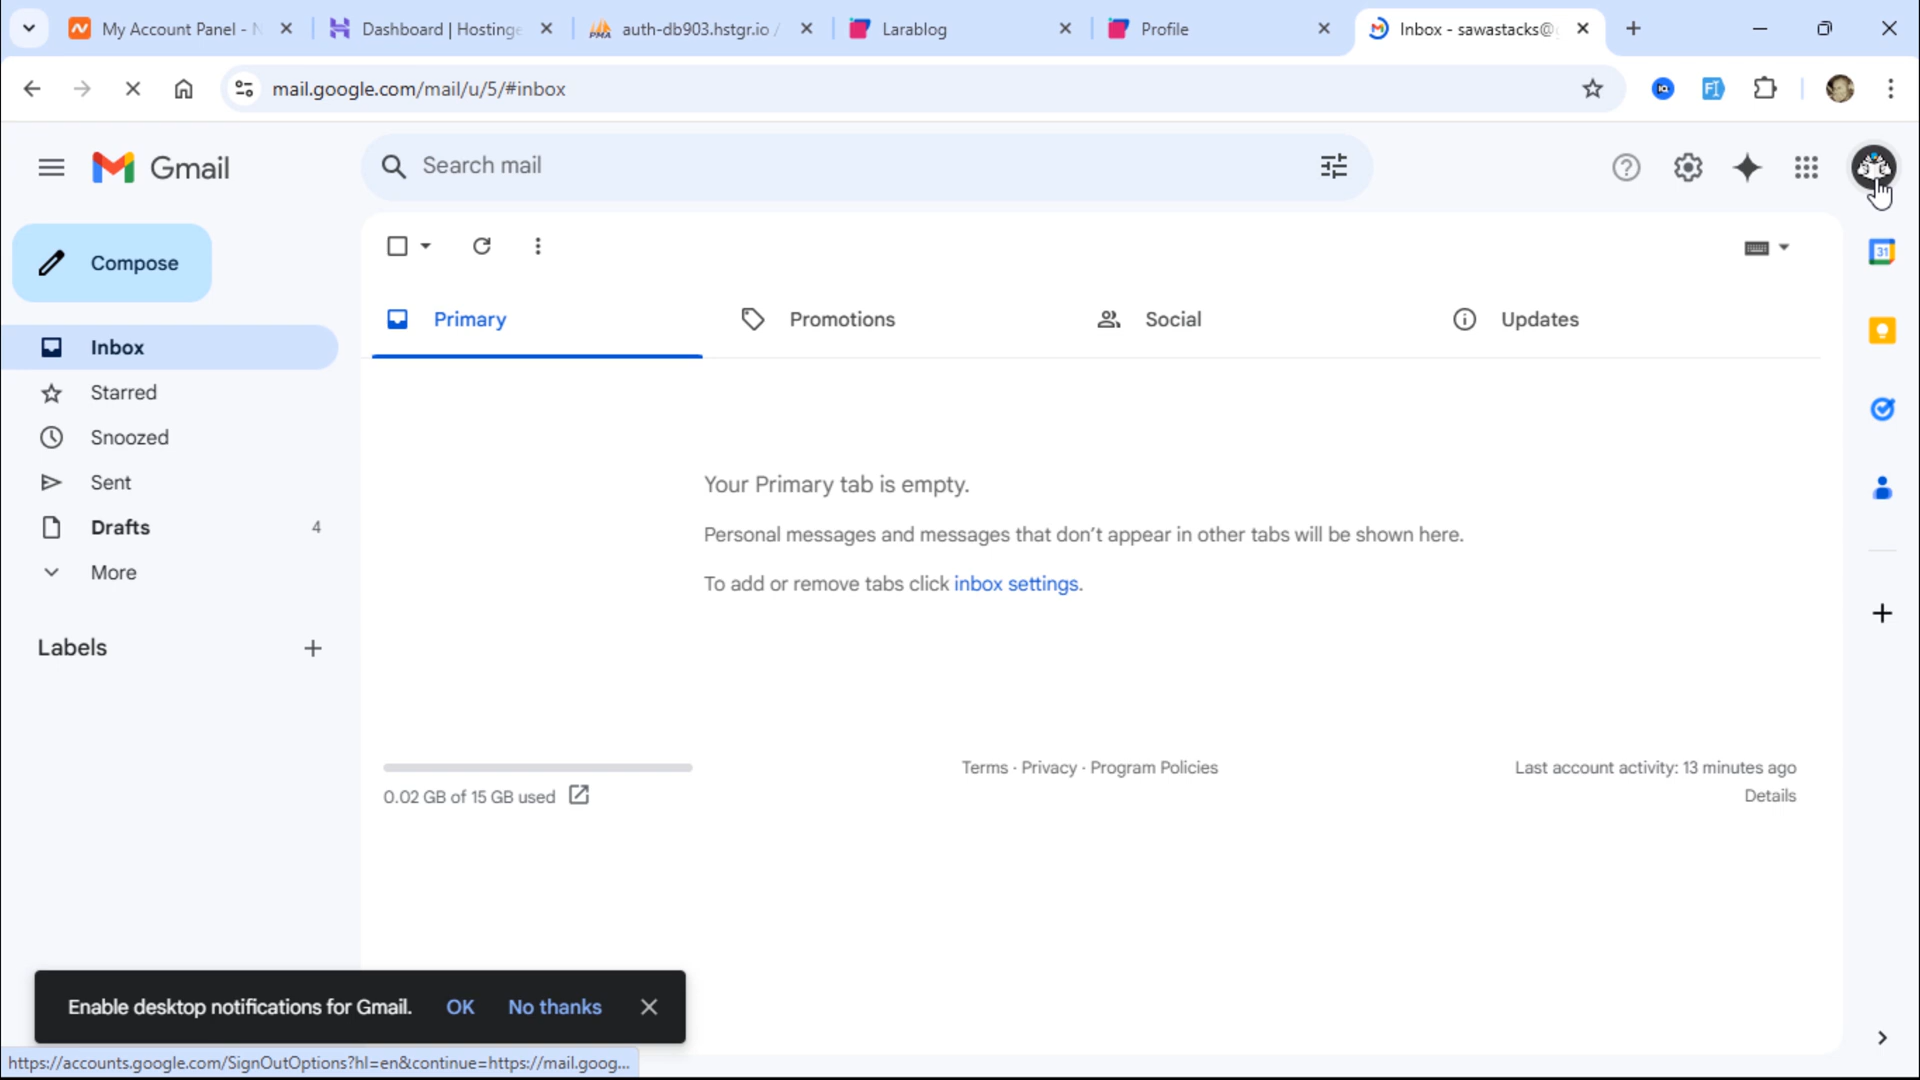 My Account Panel - N
Dashboard | Hostinge
auth-db903.hstgr.io /
Larablog
Profile
Inbox - sawastacks@g
mail.google.com/mail/u/5/#inbox
Gmail
Search mail
Compose
Inbox
Starred
Snoozed
Sent
Drafts 4
More
Labels
Primary
Promotions
Social
Updates
31
Your Primary tab is empty.
Personal messages and messages that don't appear in other tabs will be shown here.
To add or remove tabs click inbox settings.
0.02 GB of 15 GB used
Terms · Privacy · Program Policies
Last account activity: 13 minutes ago
Details
Enable desktop notifications for Gmail. OK No thanks
https://accounts.google.com/SignOutOptions?hl=en&continue=https://mail.goog...